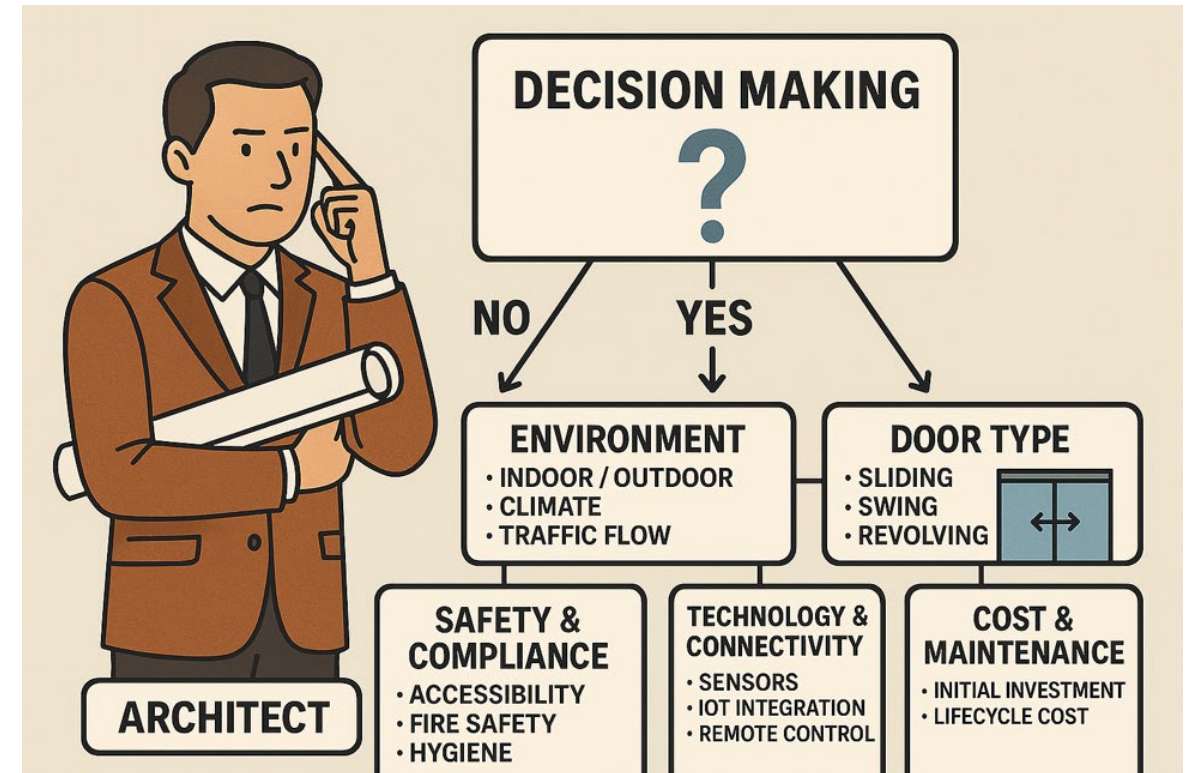 DECISION MAKING
?
NO
YES
ENVIRONMENT
• INDOOR / OUTDOOR
• CLIMATE
• TRAFFIC FLOW
DOOR TYPE
• SLIDING
• SWING
• REVOLVING
SAFETY &
COMPLIANCE
• ACCESSIBILITY
• FIRE SAFETY
• HYGIENE
TECHNOLOGY &
CONNECTIVITY
• SENSORS
• IOT INTEGRATION
• REMOTE CONTROL
COST &
MAINTENANCE
• INITIAL INVESTMENT
• LIFECYCLE COST
ARCHITECT